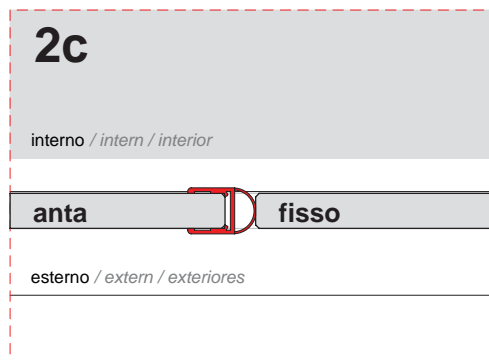 2c
interno / intern / interior
anta fisso
esterno / extern / exteriores